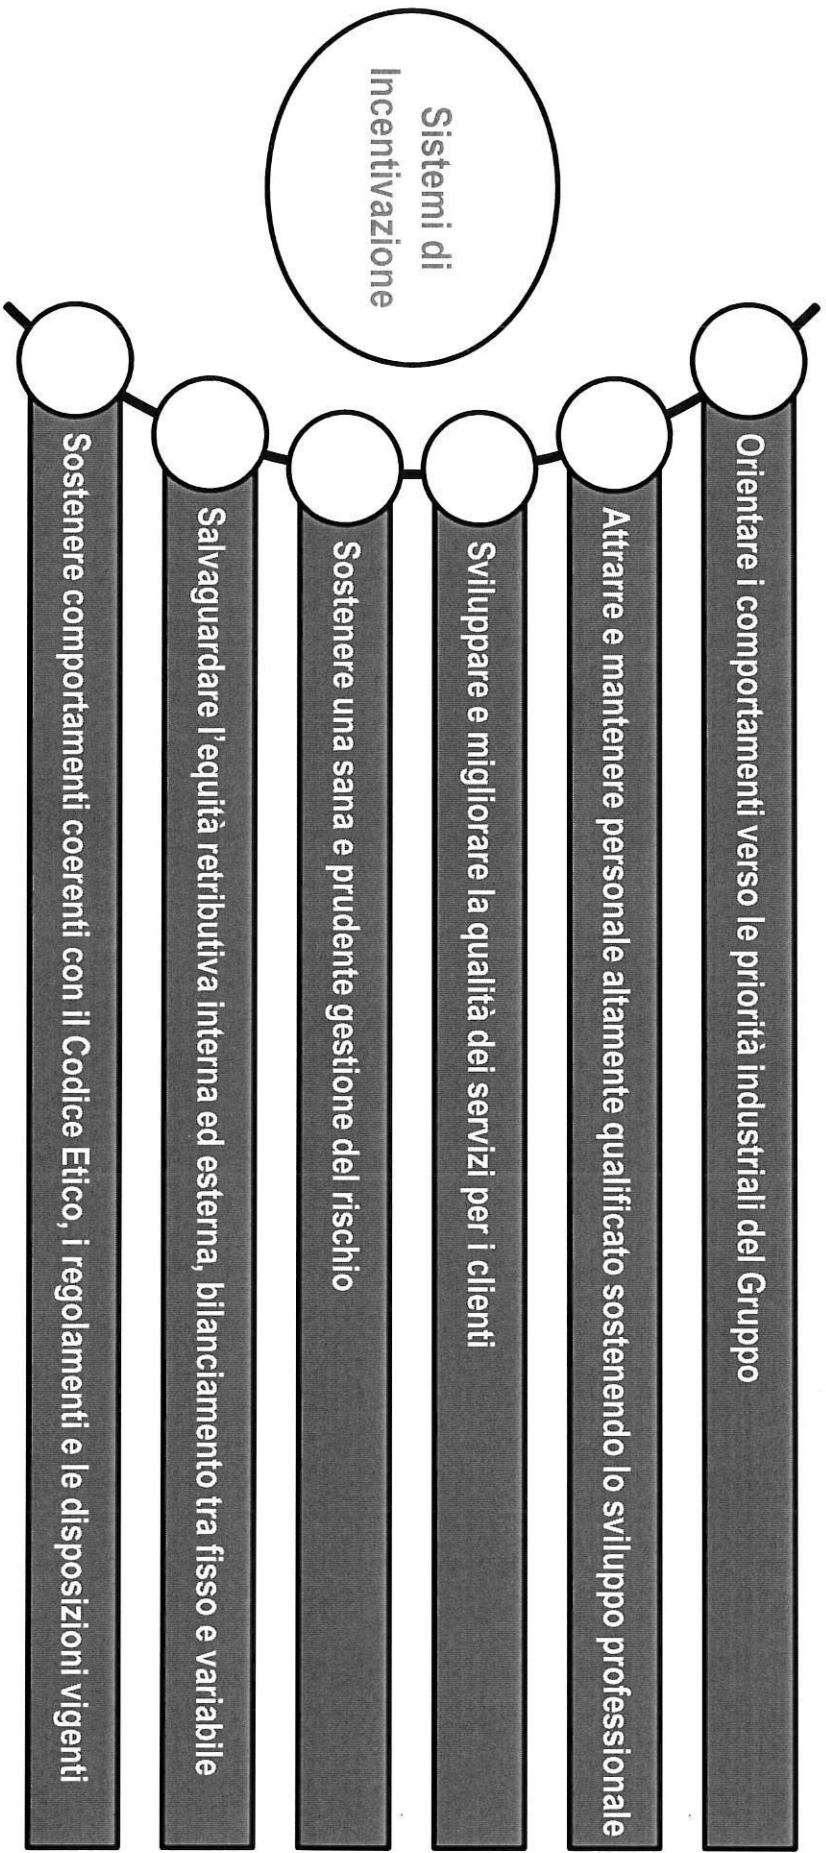 Sistemi di
Incentivazione
Orientare i comportamenti verso le priorità industriali del Gruppo
Attrarre e mantenere personale altamente qualificato sostenendo lo sviluppo professionale
Sviluppare e migliorare la qualità dei servizi per i clienti
Sostenere una sana e prudente gestione del rischio
Salvaguardare l'equità retributiva interna ed esterna, bilanciamento tra fisso e variabile
Sostenere comportamenti coerenti con il Codice Etico, i regolamenti e le disposizioni vigenti